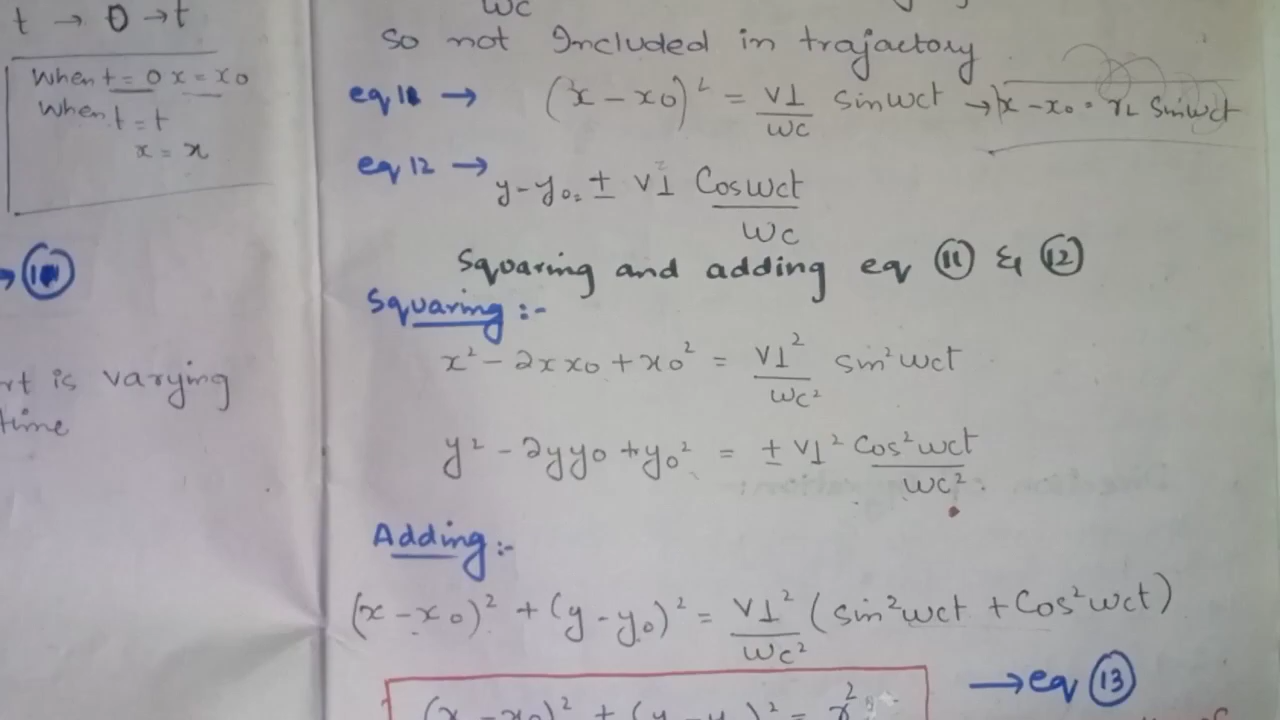 t → 0 → t
When t = 0 x = x0
When t = t
x = x
→ 11
rt is varying
time
wc
So not Included in trajactory
eq 11 → (x - x0)² = v⊥/wc sinwct → x - x0 = rL Sinwct
eq 12 → y - y0 = ± v⊥ Coswct/wc
Squaring and adding eq 11 & 12
Squaring :-
x² - 2xx0 + x0² = v⊥²/wc² sin²wct
y² - 2yy0 + y0² = ± v⊥² Cos²wct/wc²
Adding :-
(x - x0)² + (y - y0)² = v⊥²/wc² (sin²wct + Cos²wct)
→ eq 13